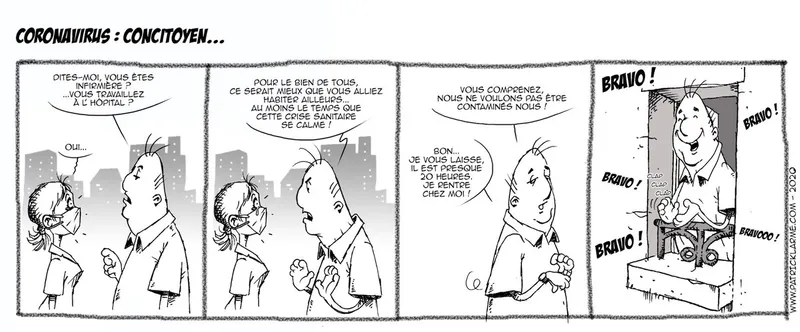 CORONAVIRUS : CONCITOYEN...
DITES-MOI, VOUS ÊTES
INFIRMIÈRE ?
...VOUS TRAVAILLEZ
À L'HÔPITAL ?
OUI...
POUR LE BIEN DE TOUS,
CE SERAIT MIEUX QUE VOUS ALLIEZ
HABITER AILLEURS...
AU MOINS LE TEMPS QUE
CETTE CRISE SANITAIRE
SE CALME !
VOUS COMPRENEZ,
NOUS NE VOULONS PAS ÊTRE
CONTAMINÉS NOUS !
BON...
JE VOUS LAISSE,
IL EST PRESQUE
20 HEURES.
JE RENTRE
CHEZ MOI !
BRAVO !
BRAVO !
BRAVO !
CLAP
CLAP
CLAP
BRAVO !
BRAVOOO !
WWW.PATRICKLARME.COM - 2020